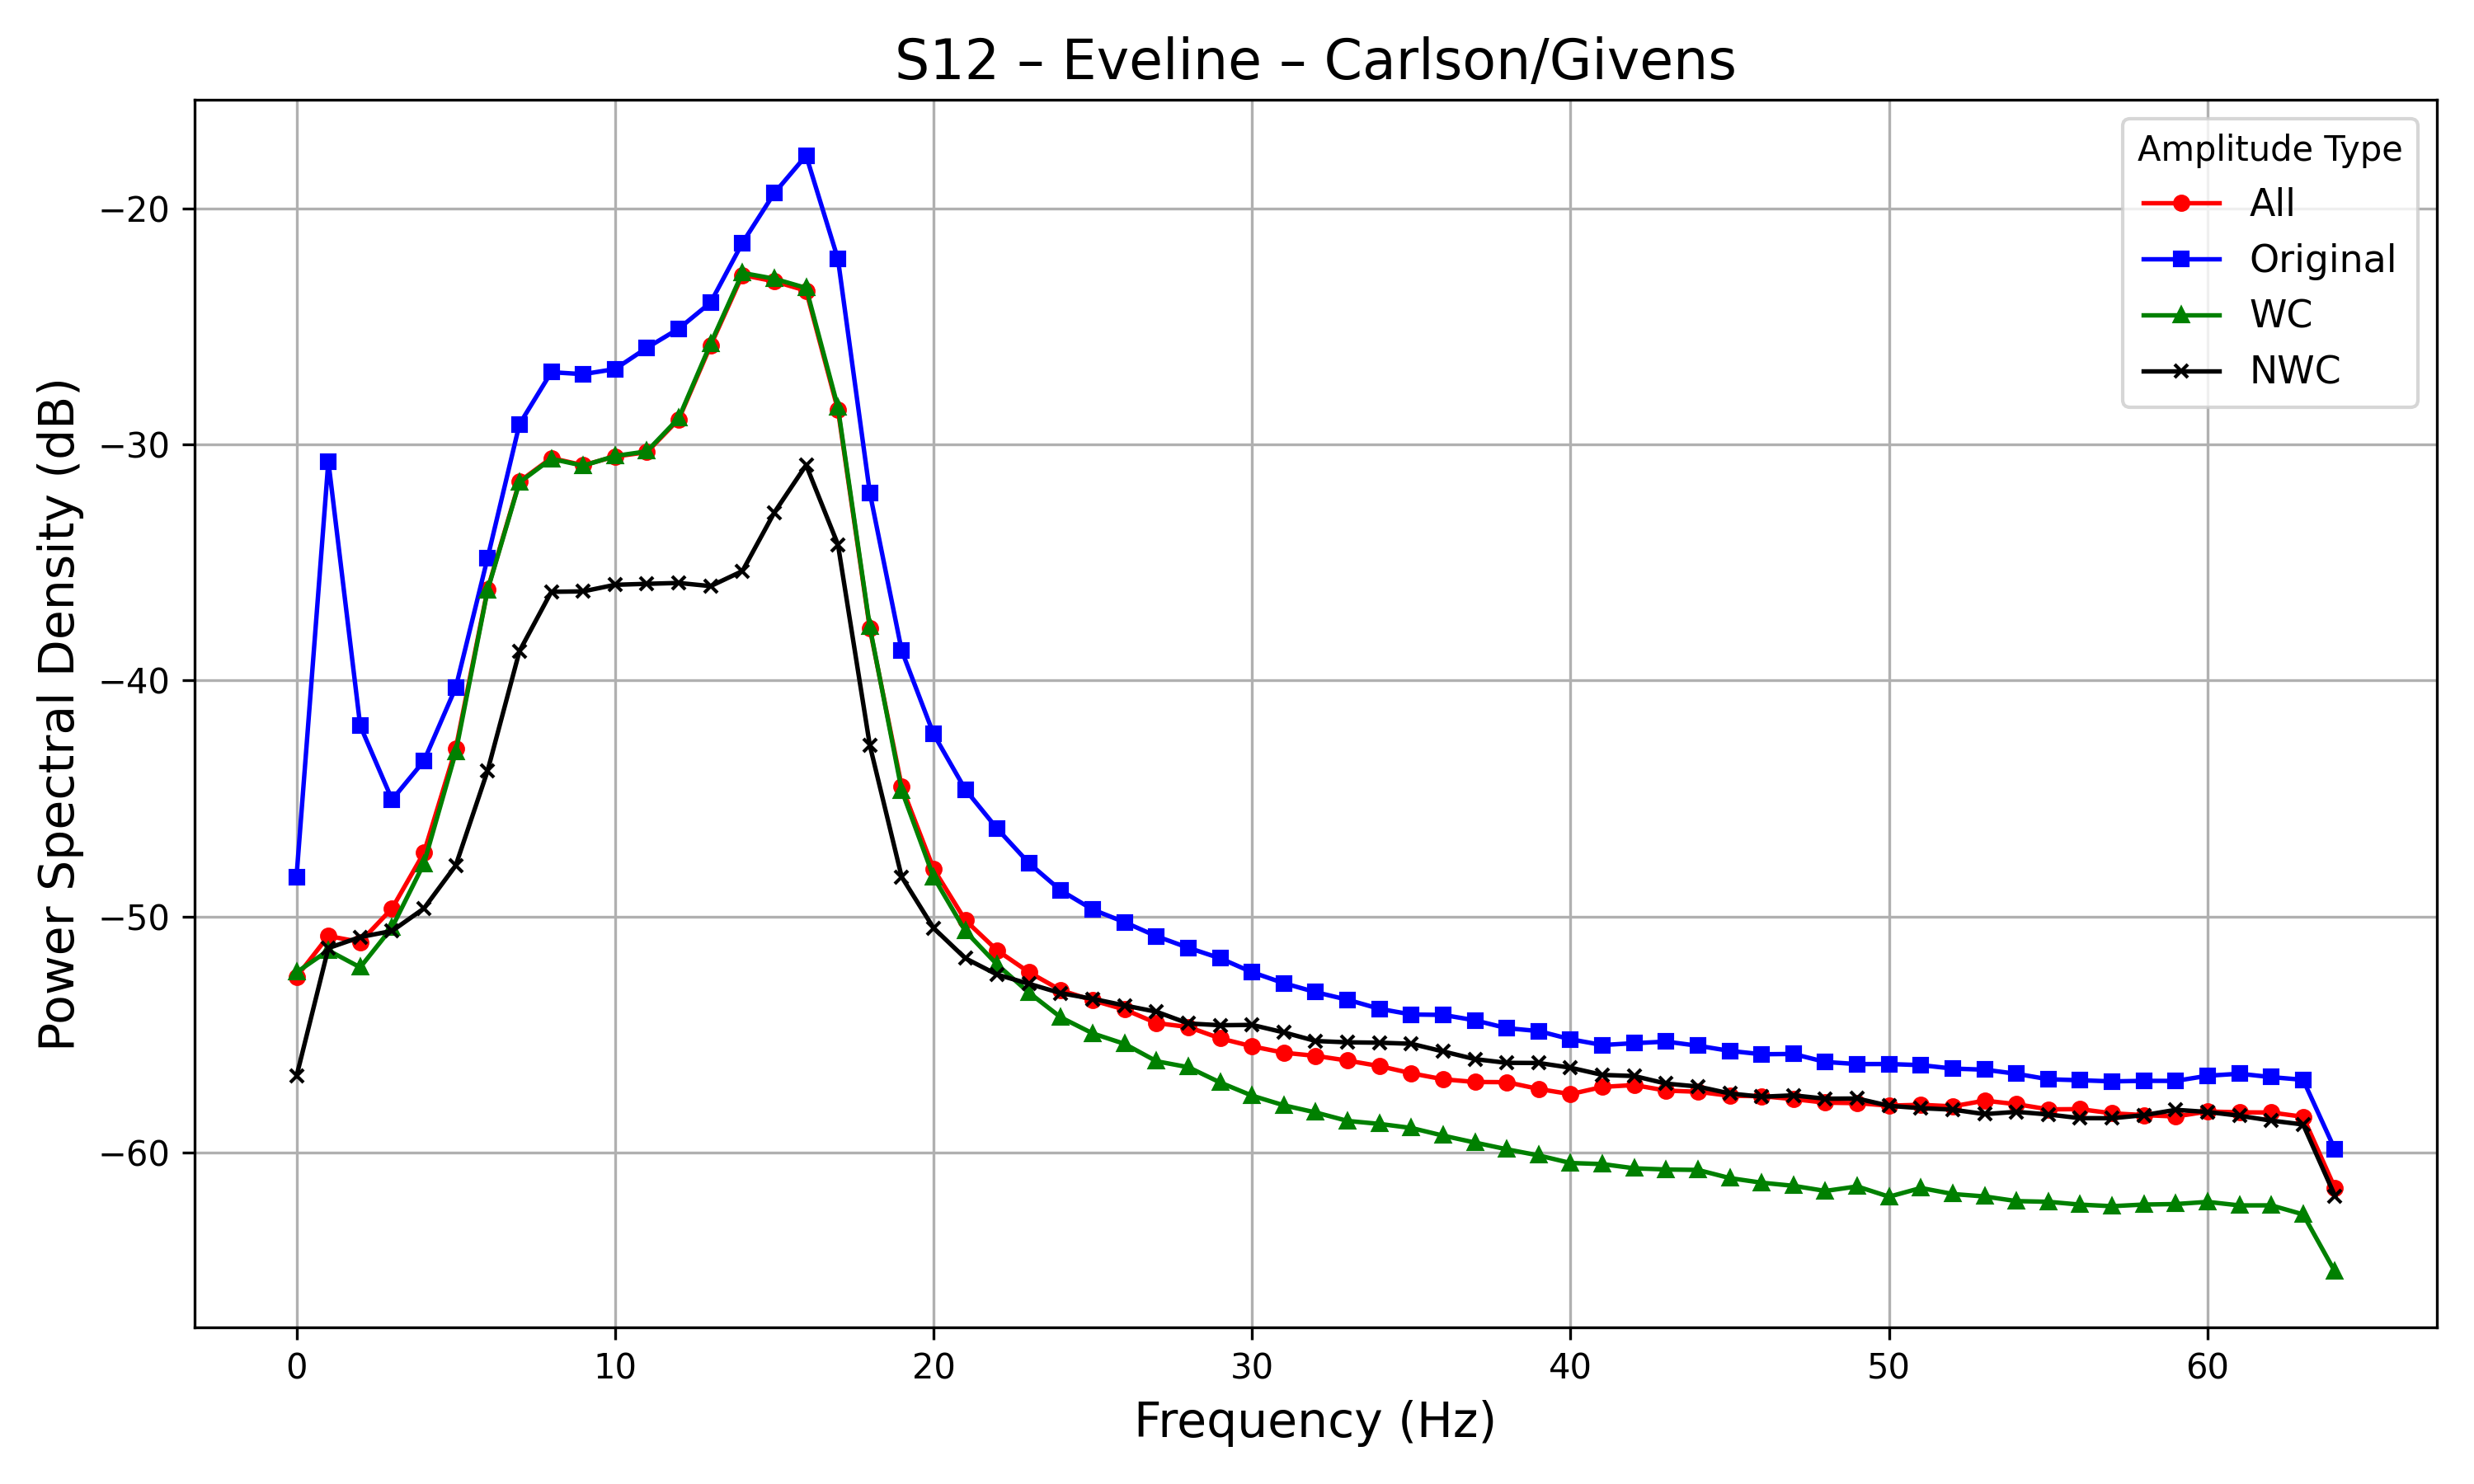 S12 – Eveline – Carlson/Givens
Power Spectral Density (dB)
−20
−30
−40
−50
−60
0
10
20
30
40
50
60
Frequency (Hz)
Amplitude Type
All
Original
WC
NWC